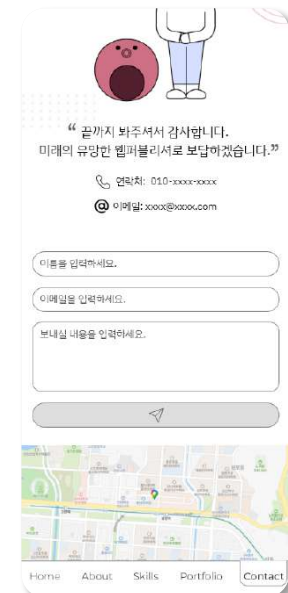 “ 끝까지 봐주셔서 감사합니다.
미래의 유망한 웹퍼블리셔로 보답하겠습니다.”
연락처: 010-xxxx-xxxx
@ 이메일: xxxx@xxxx.com
이름을 입력하세요.
이메일을 입력하세요.
보내실 내용을 입력하세요.
Home About Skills Portfolio Contact